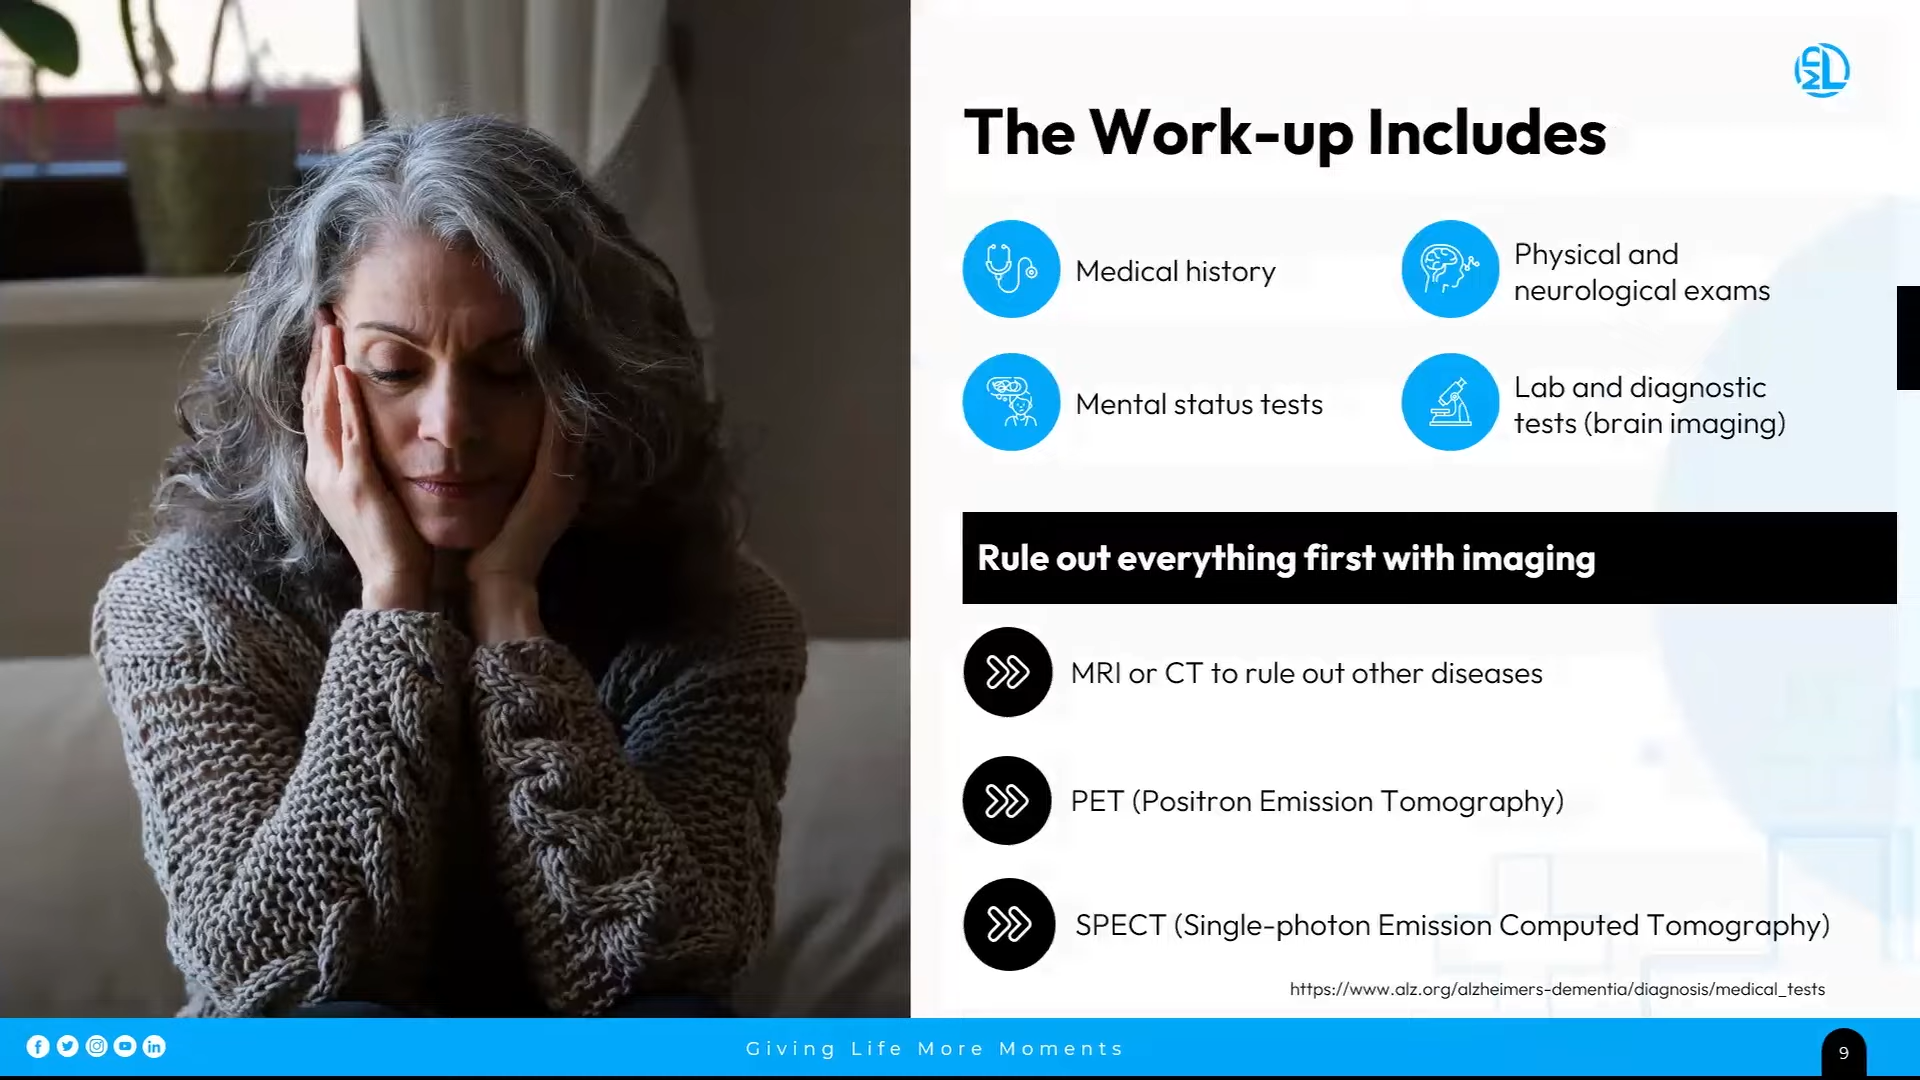 The Work-up Includes
Medical history
Physical and
neurological exams
Mental status tests
Lab and diagnostic
tests (brain imaging)
Rule out everything first with imaging
MRI or CT to rule out other diseases
PET (Positron Emission Tomography)
SPECT (Single-photon Emission Computed Tomography)
https://www.alz.org/alzheimers-dementia/diagnosis/medical_tests
Giving Life More Moments
9